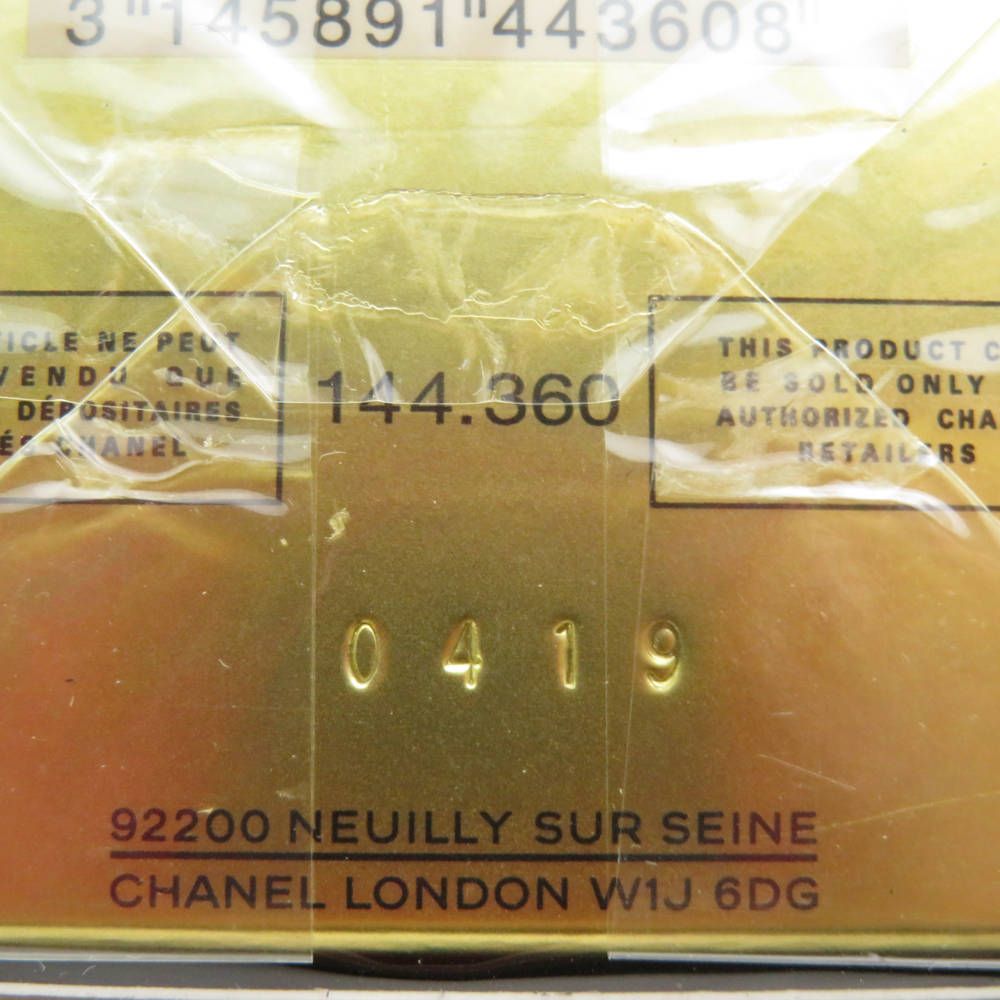 3 "145891"443608"
ICLE NE PEUT
VENDU QUE
DÉPOSITAIRES
ÉS CHANEL
144.360
THIS PRODUCT C
BE SOLD ONLY
AUTHORIZED CHA
RETAILERS
0419
92200 NEUILLY SUR SEINE
CHANEL LONDON W1J 6DG